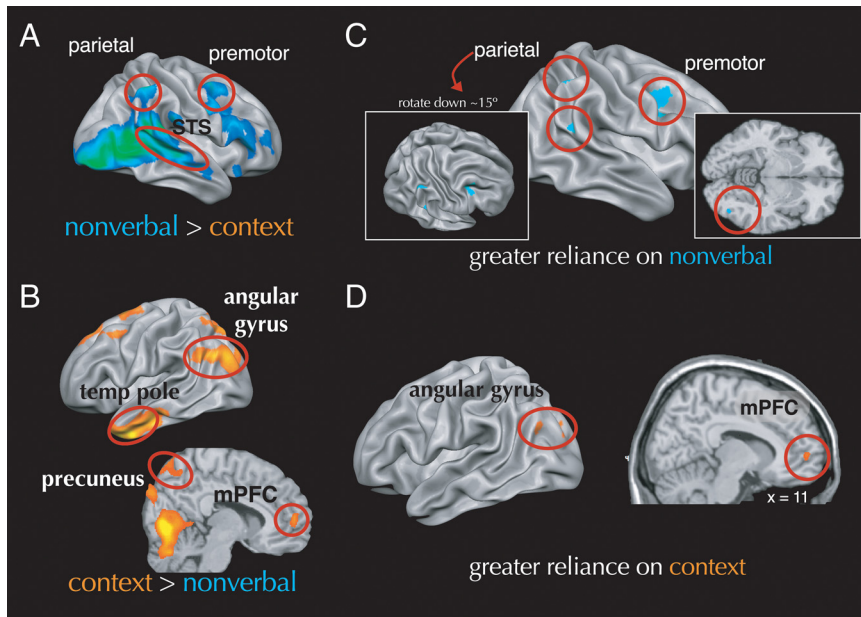 A
parietal
premotor
STS
nonverbal > context
C
parietal
premotor
rotate down ~15º
greater reliance on nonverbal
B
angular
gyrus
temp pole
precuneus
mPFC
context > nonverbal
D
angular gyrus
mPFC
x = 11
greater reliance on context